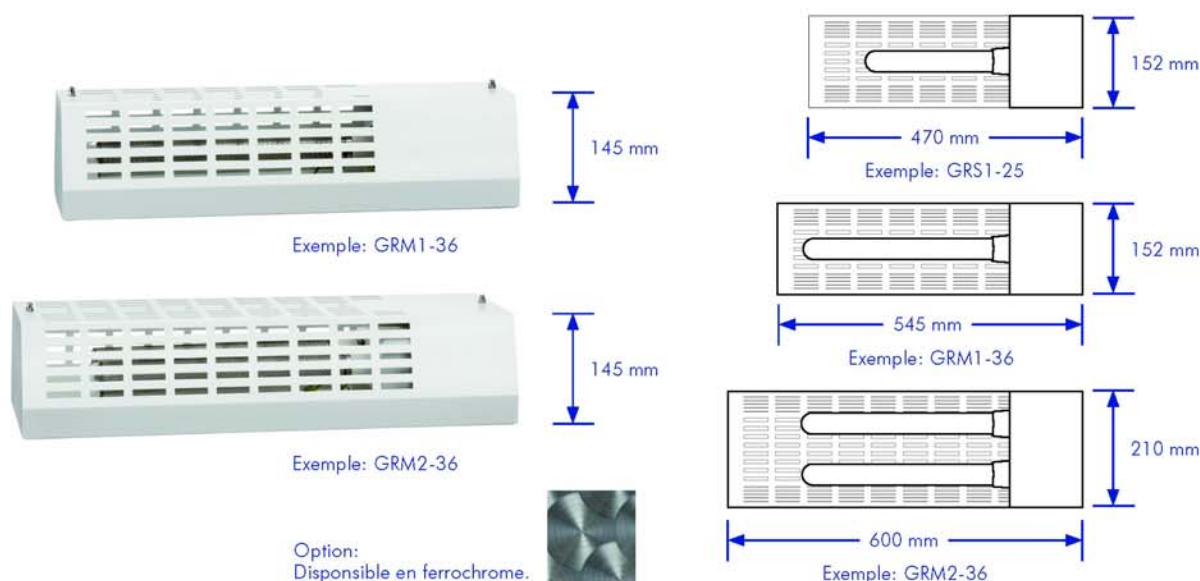 145 mm
Exemple: GRM1-36
145 mm
Exemple: GRM2-36
Option:
Disponsible en ferrochrome.
152 mm
470 mm
Exemple: GRS1-25
152 mm
545 mm
Exemple: GRM1-36
210 mm
600 mm
Exemple: GRM2-36